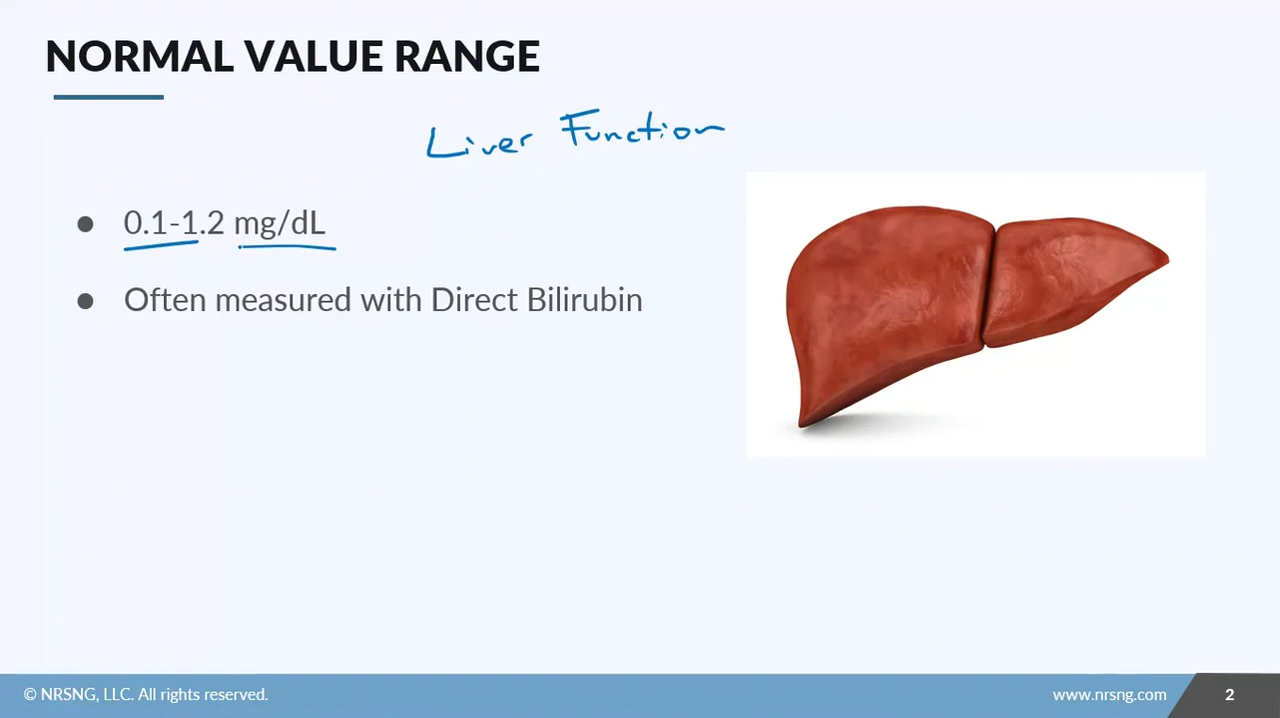 NORMAL VALUE RANGE
Liver Function
● 0.1-1.2 mg/dL
● Often measured with Direct Bilirubin
© NRSNG, LLC. All rights reserved.
www.nrsng.com
2